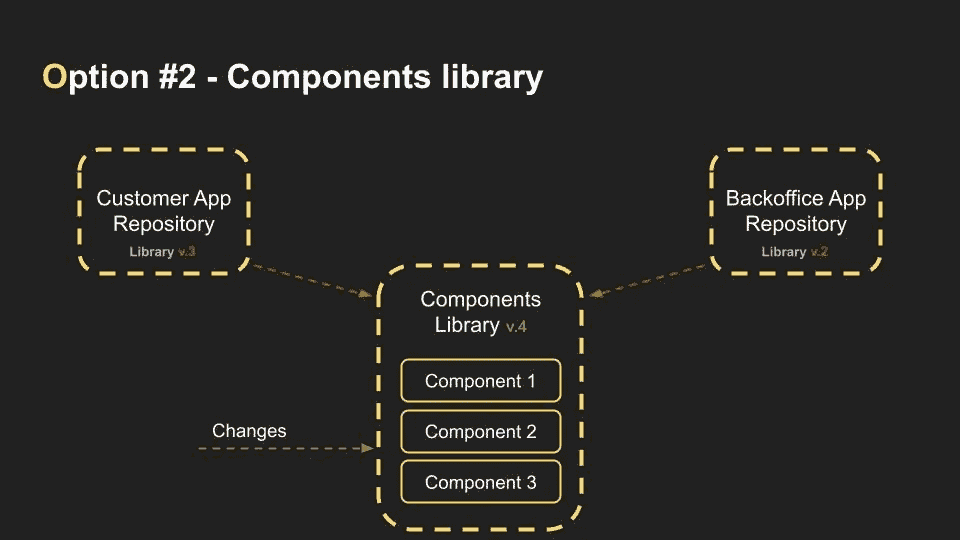 Option #2 - Components library
Customer App
Repository
Library v.3
Backoffice App
Repository
Library v.2
Components
Library v.4
Component 1
Component 2
Component 3
Changes